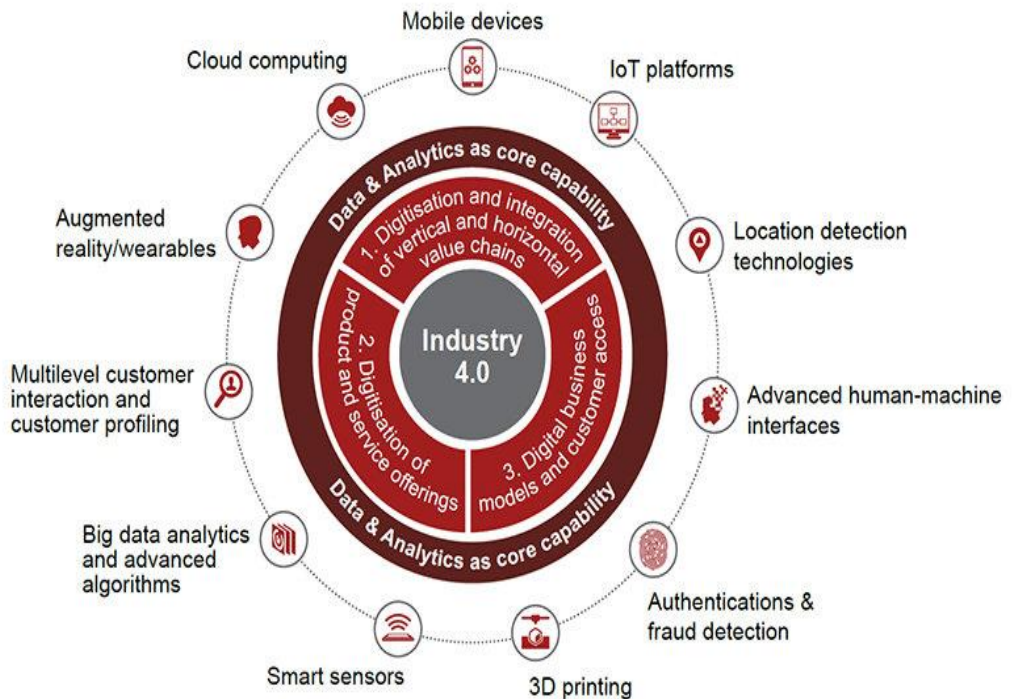 Mobile devices
Cloud computing
IoT platforms
Data & Analytics as core capability
1. Digitisation and integration
of vertical and horizontal
value chains
Augmented
reality/wearables
Location detection
technologies
Industry
4.0
2. Digitisation of
product and service offerings
3. Digital business
models and customer access
Multilevel customer
interaction and
customer profiling
Advanced human-machine
interfaces
Data & Analytics as core capability
Big data analytics
and advanced
algorithms
Authentications &
fraud detection
Smart sensors
3D printing